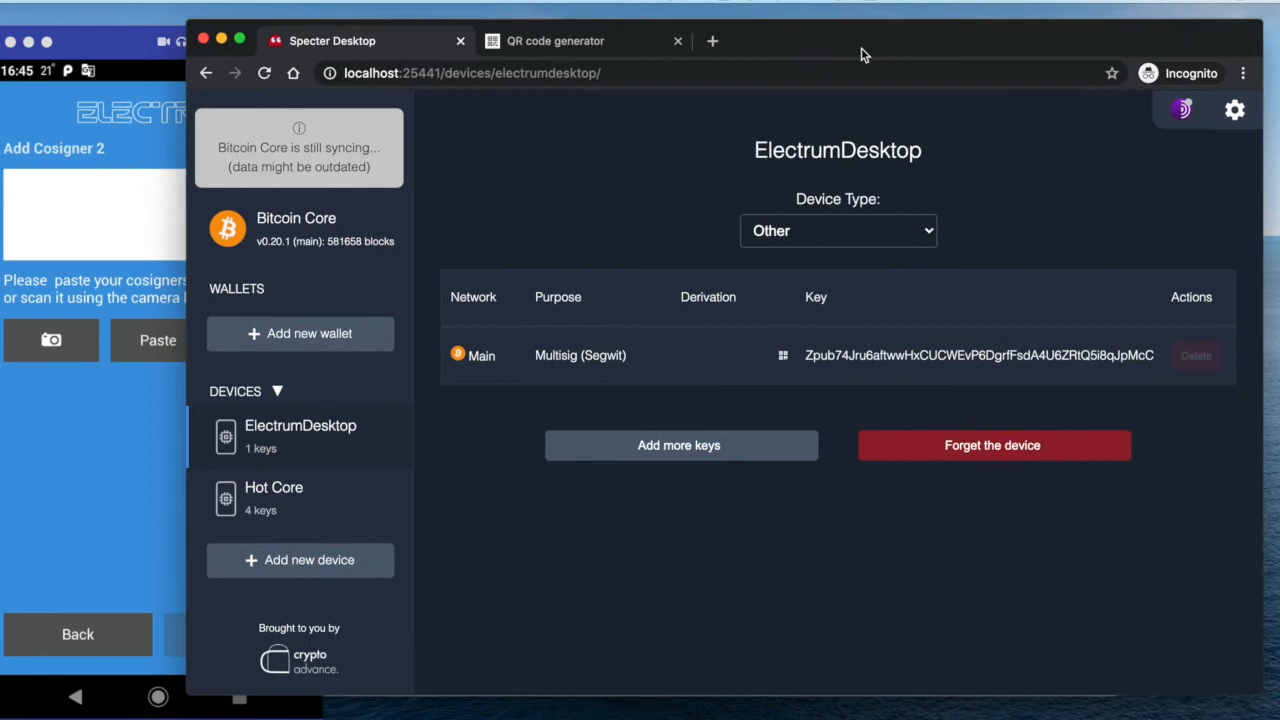 16:45 21° P
ELECTR
Add Cosigner 2
Please paste your cosigners
or scan it using the camera
Paste
Back
Specter Desktop
QR code generator
localhost:25441/devices/electrumdesktop/
Incognito
Bitcoin Core is still syncing...
(data might be outdated)
Bitcoin Core
v0.20.1 (main): 581658 blocks
WALLETS
+ Add new wallet
DEVICES ▼
ElectrumDesktop
1 keys
Hot Core
4 keys
+ Add new device
Brought to you by
crypto
advance.
ElectrumDesktop
Device Type:
Other
Network Purpose Derivation Key Actions
Main Multisig (Segwit) Zpub74Jru6aftwwHxCUCWEvP6DgrfFsdA4U6ZRtQ5i8qJpMcC Delete
Add more keys
Forget the device